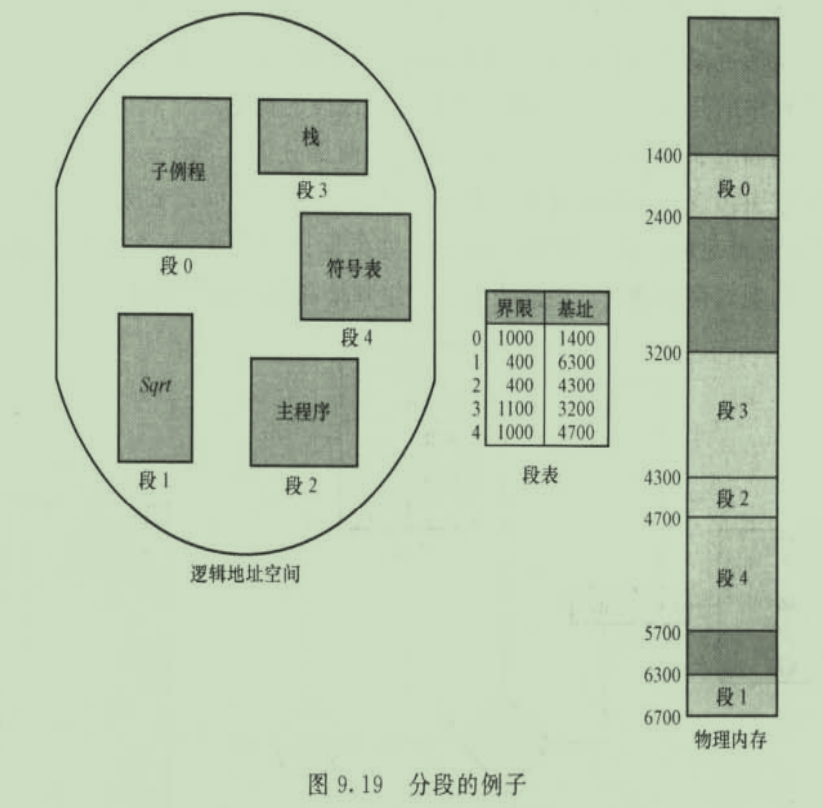 子例程
段 0
栈
段 3
符号表
段 4
Sqrt
段 1
主程序
段 2
逻辑地址空间
界限 基址
0 1000 1400
1 400 6300
2 400 4300
3 1100 3200
4 1000 4700
段表
1400
段 0
2400
3200
段 3
4300
段 2
4700
段 4
5700
6300
段 1
6700
物理内存
图 9.19 分段的例子